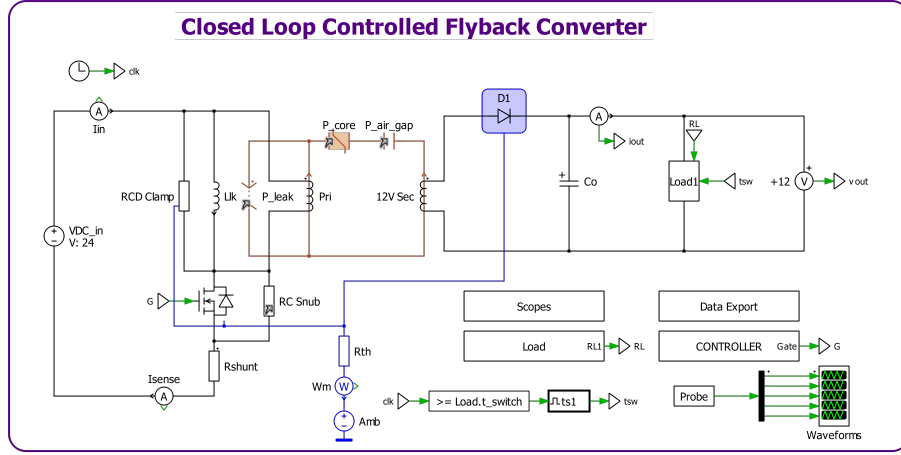 Closed Loop Controlled Flyback Converter
clk
A
Iin
D1
P_core
P_air_gap
A
iout
RL
RCD Clamp
Llk
P_leak
Pri
12V Sec
Co
Load1
tsw
+12
V
vout
VDC_in
V: 24
G
RC Snub
Scopes
Data Export
Load
RL1
RL
CONTROLLER
Gate
G
Rshunt
Rth
Isense
A
Wm
W
Amb
clk
>= Load.t_switch
ts1
tsw
Probe
Waveforms